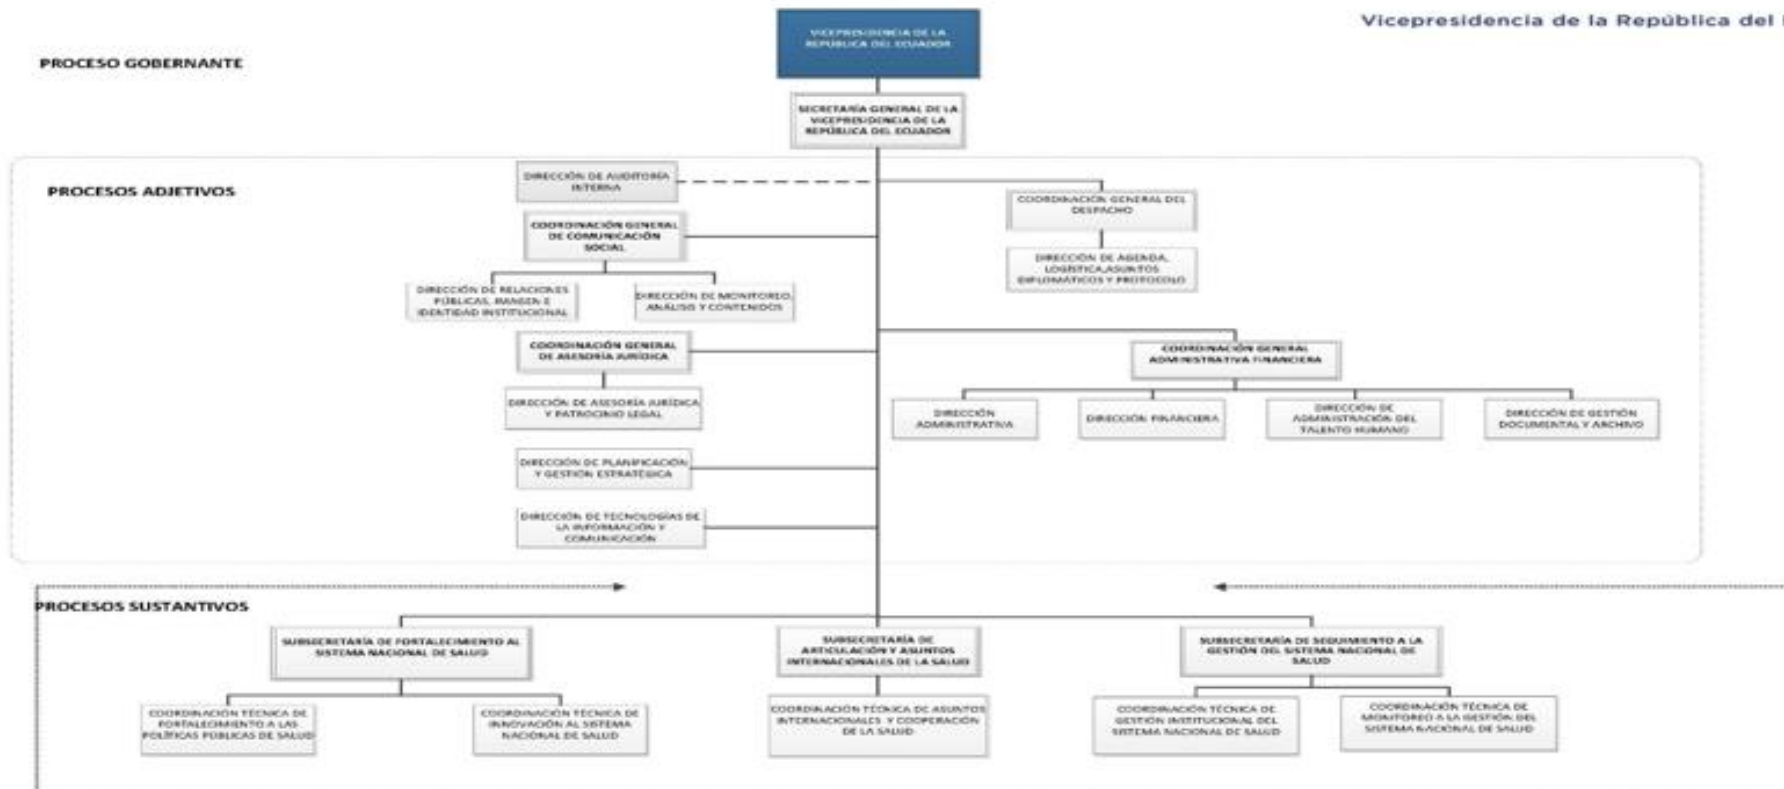 Vicepresidencia de la República del
VICEPRESIDENCIA DE LA
REPÚBLICA DEL ECUADOR
PROCESO GOBERNANTE
SECRETARÍA GENERAL DE LA
VICEPRESIDENCIA DE LA
REPÚBLICA DEL ECUADOR
PROCESOS ADJETIVOS
DIRECCIÓN DE AUDITORÍA
INTERNA
COORDINACIÓN GENERAL DEL
DESPACHO
COORDINACIÓN GENERAL
DE COMUNICACIÓN
SOCIAL
DIRECCIÓN DE AGENDA,
LOGÍSTICA,ASUNTOS
DIPLOMÁTICOS Y PROTOCOLO
DIRECCIÓN DE RELACIONES
PÚBLICAS, IMAGEN E
IDENTIDAD INSTITUCIONAL
DIRECCIÓN DE MONITOREO,
ANÁLISIS Y CONTENIDOS
COORDINACIÓN GENERAL
DE ASESORÍA JURÍDICA
COORDINACIÓN GENERAL
ADMINISTRATIVA FINANCIERA
DIRECCIÓN DE ASESORÍA JURÍDICA
Y PATROCINIO LEGAL
DIRECCIÓN
ADMINISTRATIVA
DIRECCIÓN FINANCIERA
DIRECCIÓN DE
ADMINISTRACIÓN DEL
TALENTO HUMANO
DIRECCIÓN DE GESTIÓN
DOCUMENTAL Y ARCHIVO
DIRECCIÓN DE PLANIFICACIÓN
Y GESTIÓN ESTRATÉGICA
DIRECCIÓN DE TECNOLOGÍAS DE
LA INFORMACIÓN Y
COMUNICACIÓN
PROCESOS SUSTANTIVOS
SUBSECRETARÍA DE FORTALECIMIENTO AL
SISTEMA NACIONAL DE SALUD
SUBSECRETARÍA DE
ARTICULACIÓN Y ASUNTOS
INTERNACIONALES DE LA SALUD
SUBSECRETARÍA DE SEGUIMIENTO A LA
GESTIÓN DEL SISTEMA NACIONAL DE
SALUD
COORDINACIÓN TÉCNICA DE
FORTALECIMIENTO A LAS
POLÍTICAS PÚBLICAS DE SALUD
COORDINACIÓN TÉCNICA DE
INNOVACIÓN AL SISTEMA
NACIONAL DE SALUD
COORDINACIÓN TÉCNICA DE ASUNTOS
INTERNACIONALES Y COOPERACIÓN
DE LA SALUD
COORDINACIÓN TÉCNICA DE
GESTIÓN INSTITUCIONAL DEL
SISTEMA NACIONAL DE SALUD
COORDINACIÓN TÉCNICA DE
MONITOREO A LA GESTIÓN DEL
SISTEMA NACIONAL DE SALUD